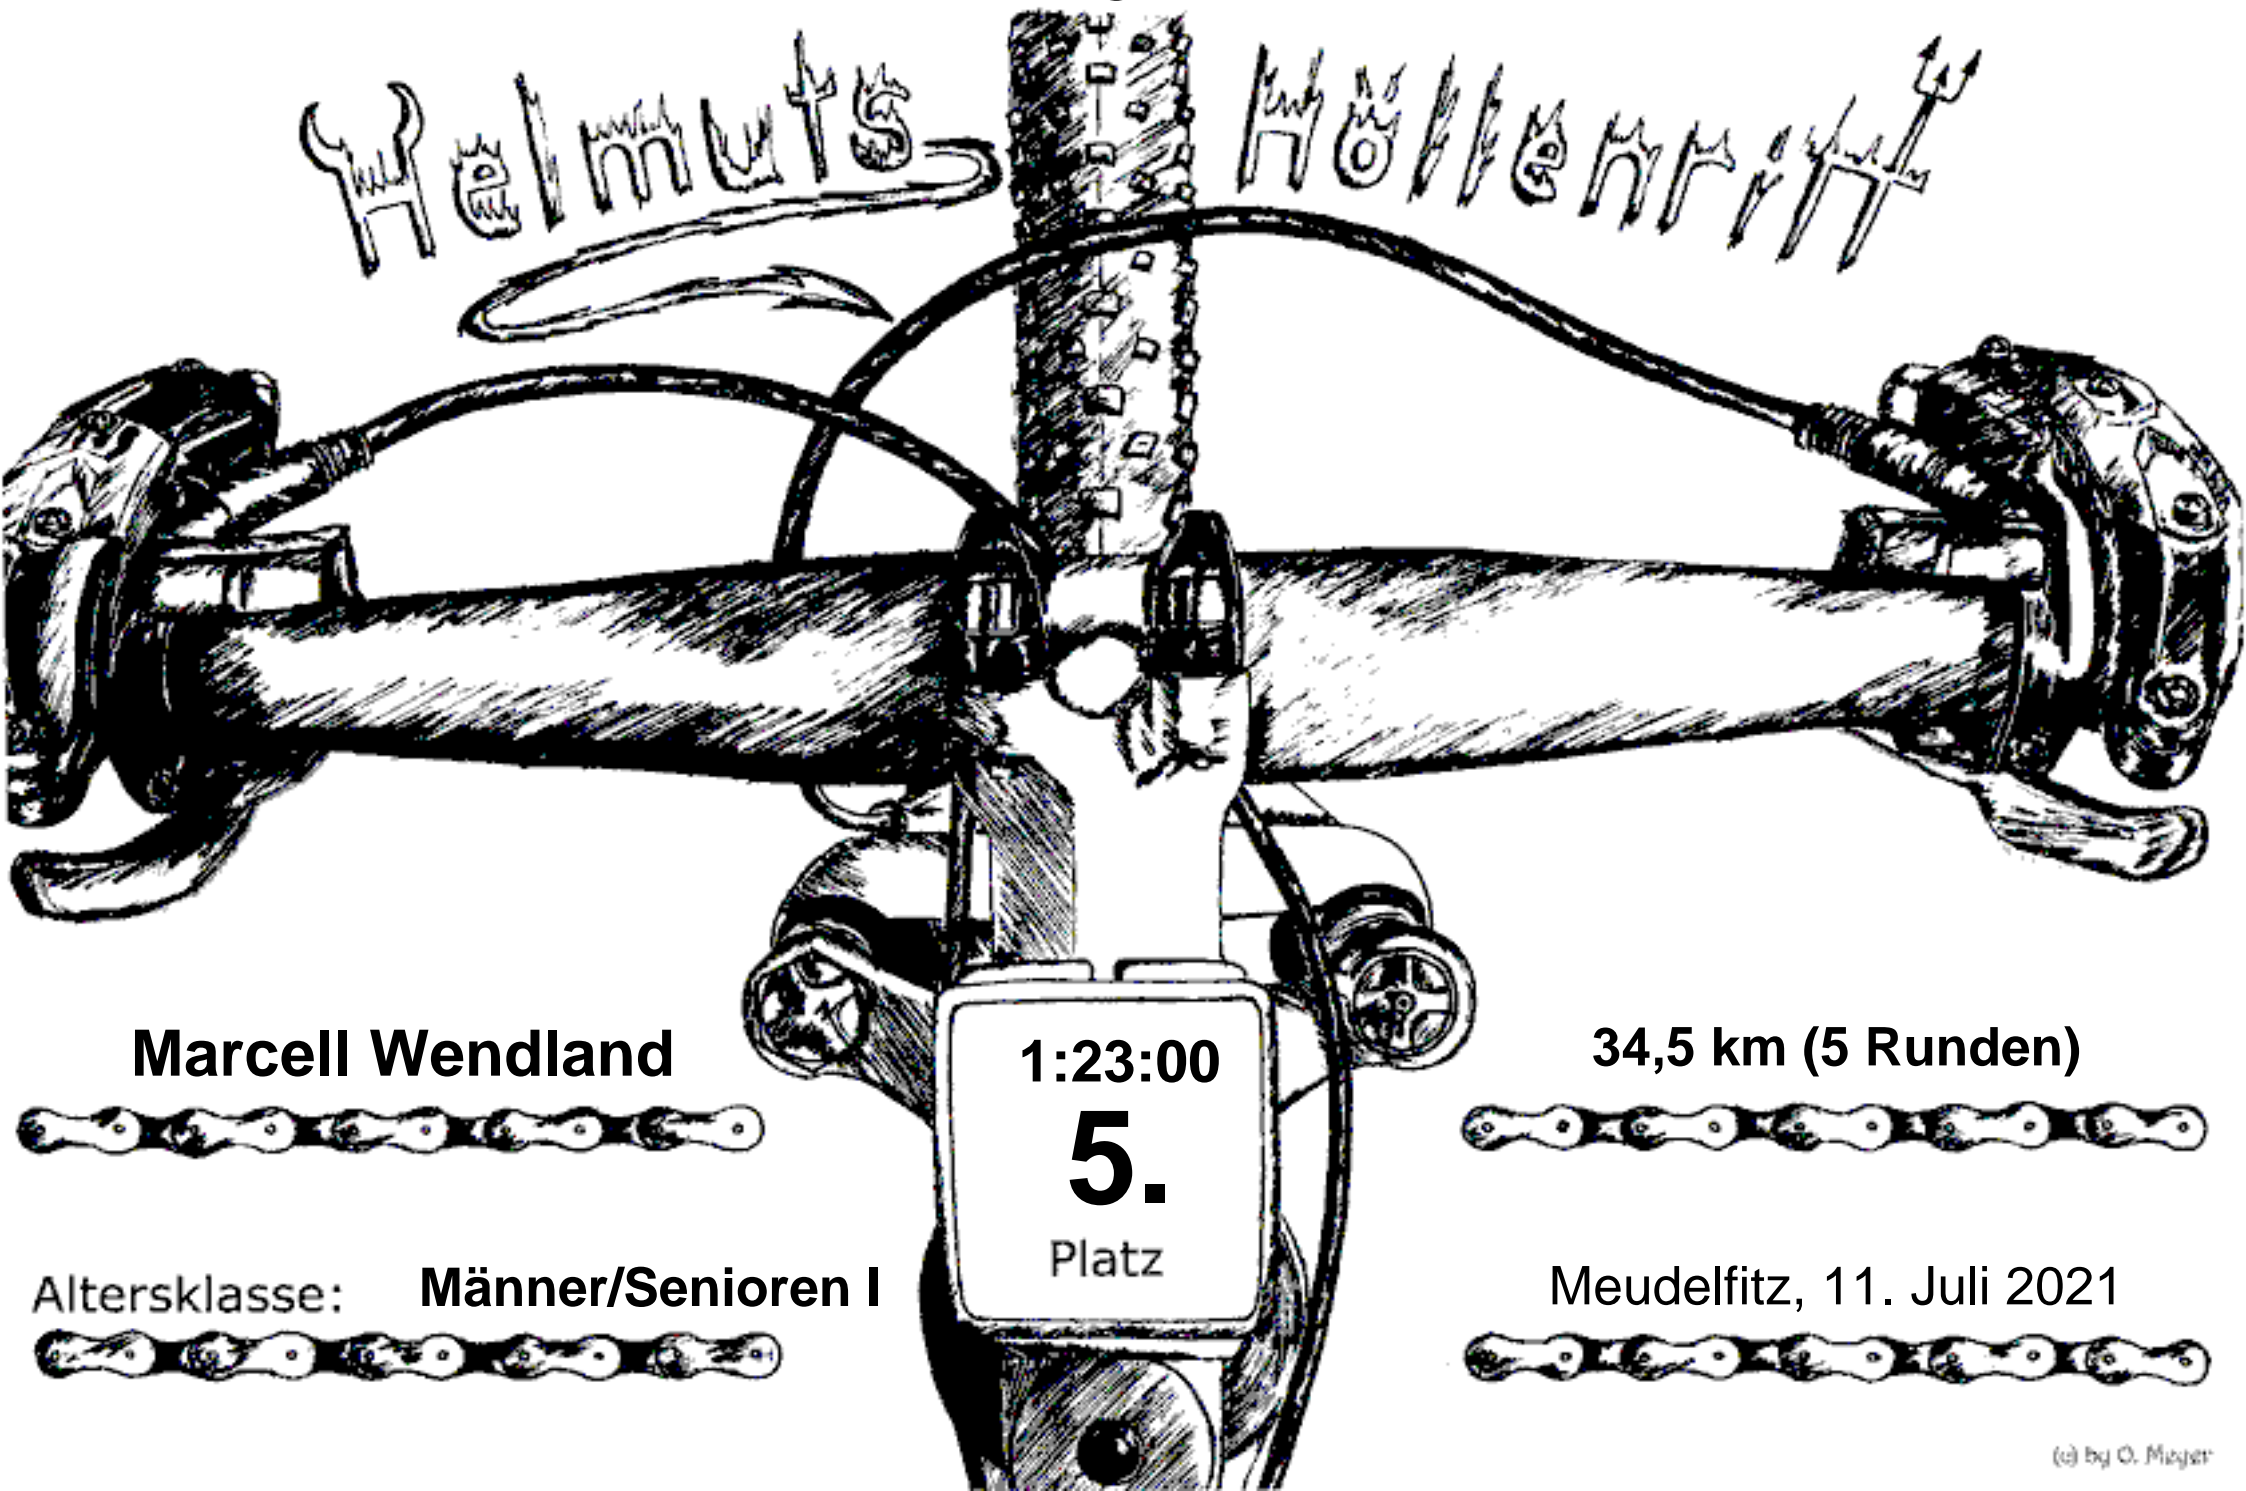 Helmuts Höllenritt
Marcell Wendland
1:23:00
34,5 km (5 Runden)
5.
Platz
Altersklasse: Männer/Senioren I
Meudelfitz, 11. Juli 2021
(c) by O. Meyer